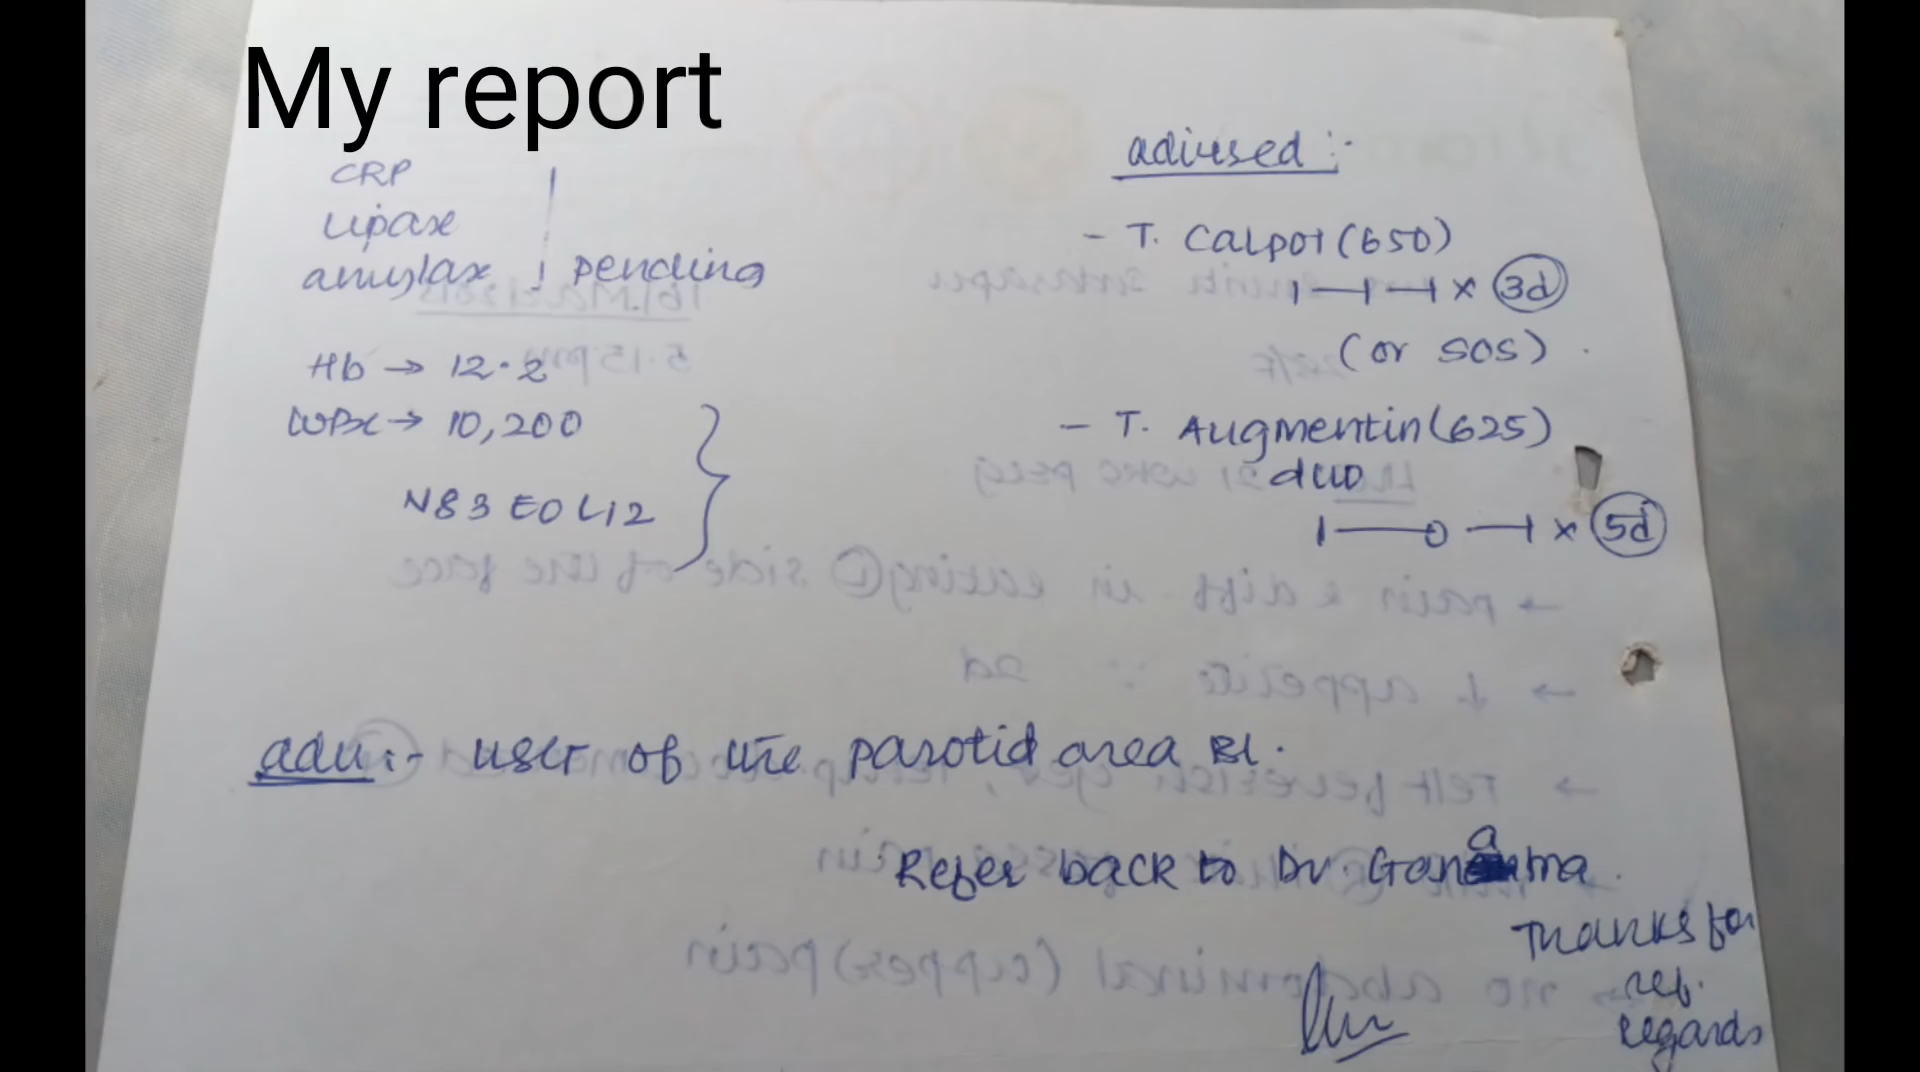 My report
CRP
Lipase
amylase | pending
Hb → 12.2
WBC → 10,200
N83 E0 L12
advised :-
- T. Calpol (650)
1—1—1 x 3d
(or SOS)
- T. Augmentin (625)
duo
1—0—1 x 5d
adv :- USG of the parotid area BL.
Refer back to Dr.
Thanks for
ref.
regards